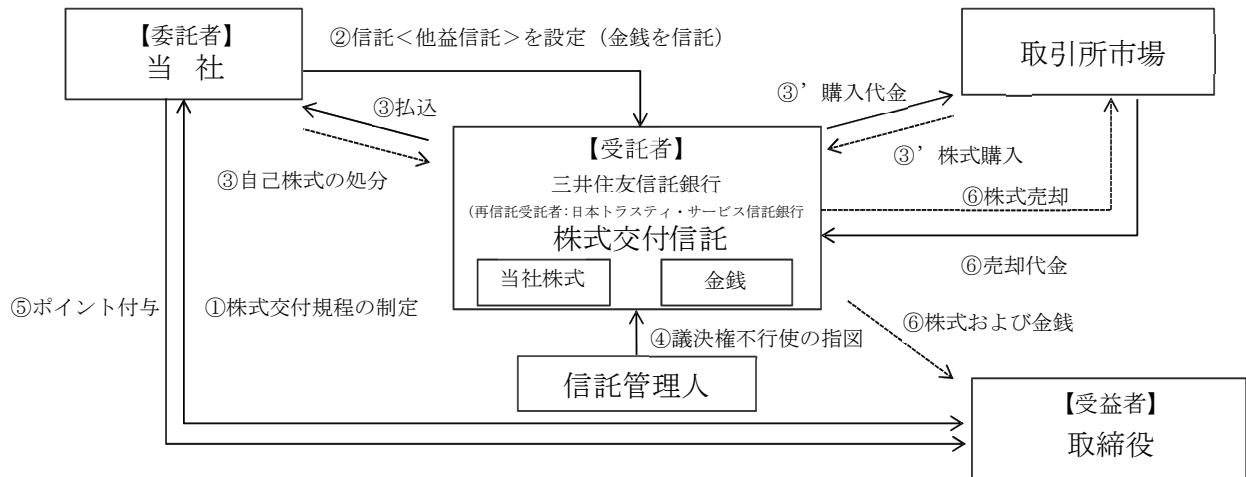 【委託者】
当 社
②信託＜他益信託＞を設定（金銭を信託）
取引所市場
③払込
③’購入代金
【受託者】
三井住友信託銀行
(再信託受託者：日本トラスティ・サービス信託銀行
株式交付信託
当社株式
金銭
③自己株式の処分
③’株式購入
⑥株式売却
⑥売却代金
⑤ポイント付与
①株式交付規程の制定
⑥株式および金銭
④議決権不行使の指図
信託管理人
【受益者】
取締役